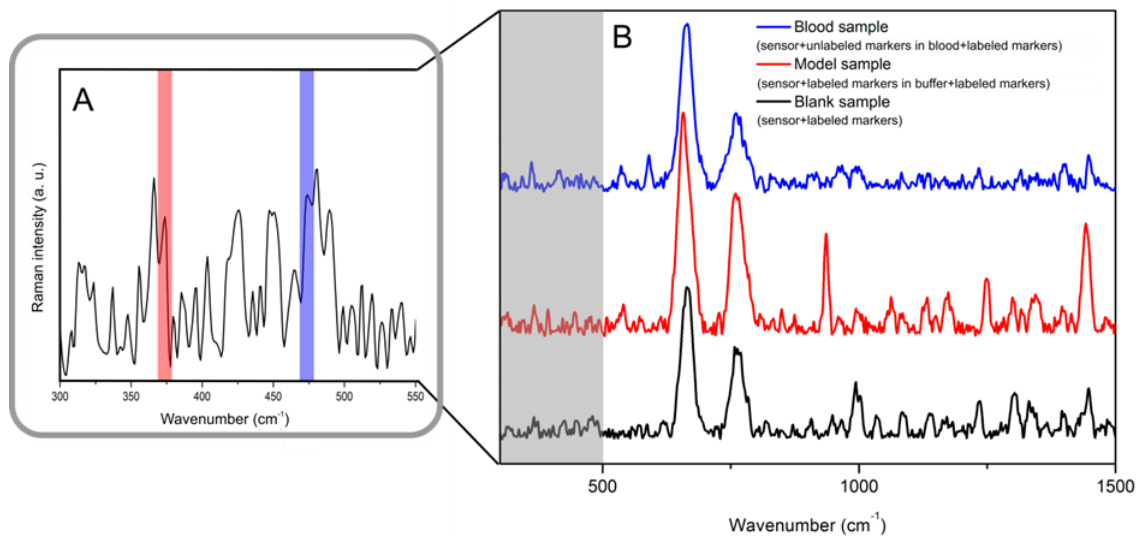 A
Raman intensity (a. u.)
300 350 400 450 500 550
Wavenumber (cm⁻¹)
B
Blood sample
(sensor+unlabeled markers in blood+labeled markers)
Model sample
(sensor+labeled markers in buffer+labeled markers)
Blank sample
(sensor+labeled markers)
500 1000 1500
Wavenumber (cm⁻¹)